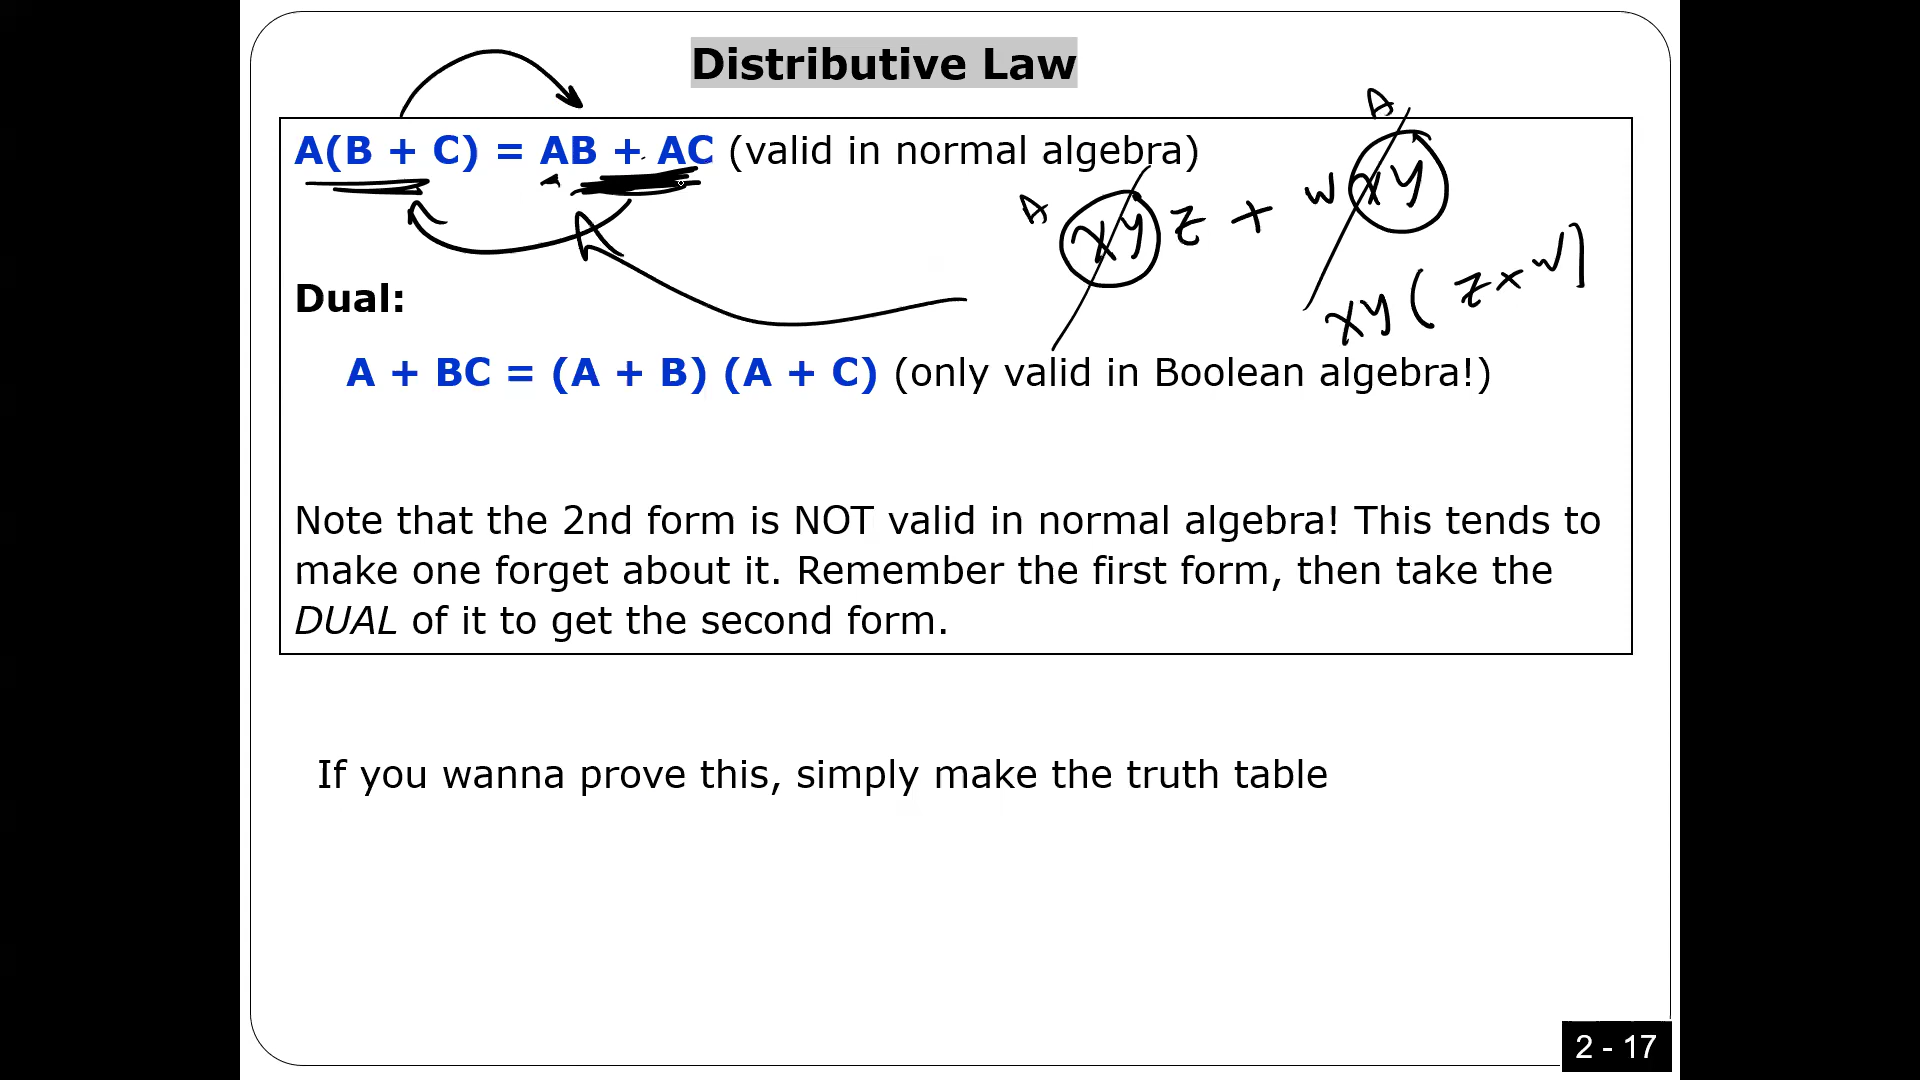 Distributive Law
A(B + C) = AB + AC (valid in normal algebra)
A
A
xyz + wxy
xy(z+w)
Dual:
A + BC = (A + B) (A + C) (only valid in Boolean algebra!)
Note that the 2nd form is NOT valid in normal algebra! This tends to
make one forget about it. Remember the first form, then take the
DUAL of it to get the second form.
If you wanna prove this, simply make the truth table
2 - 17